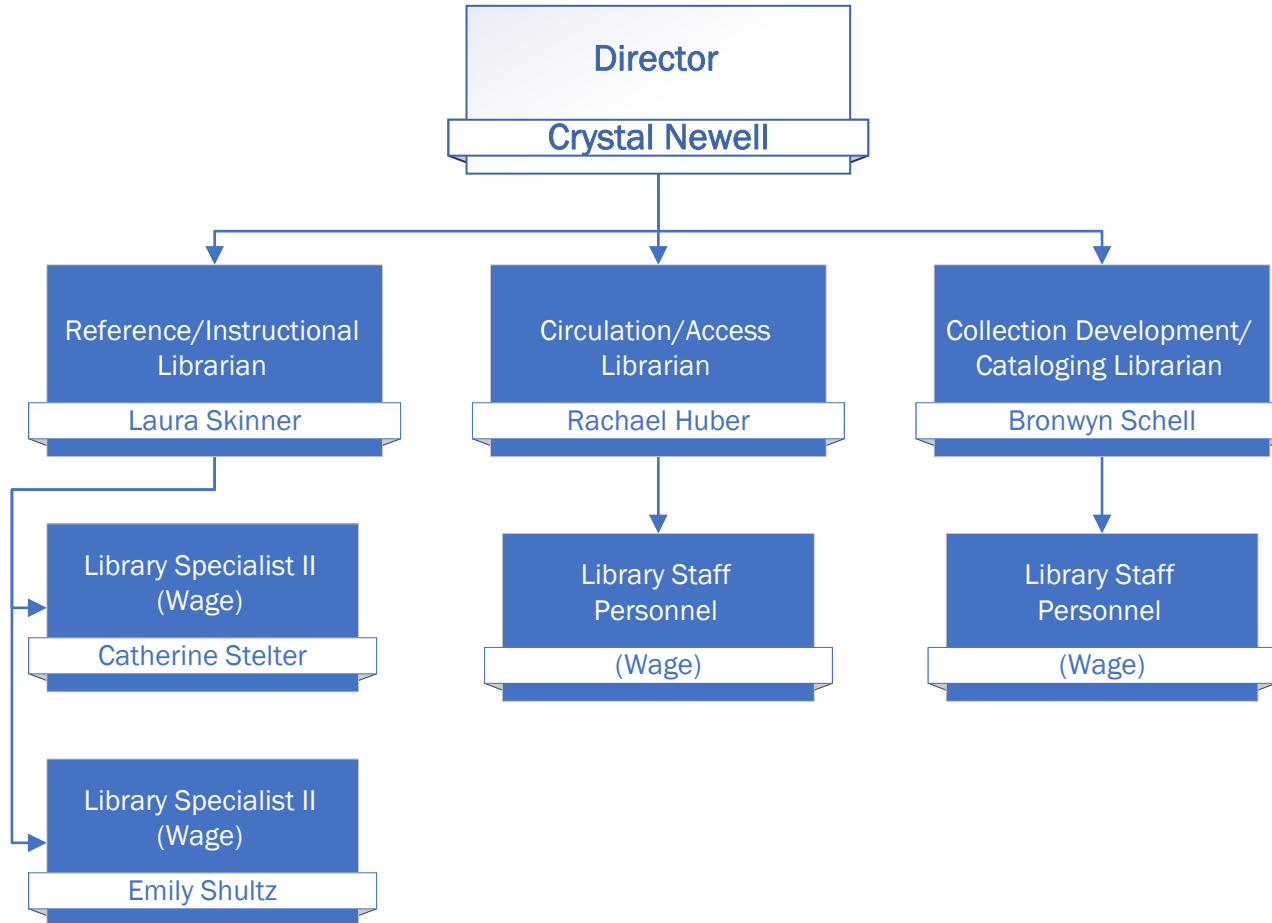 Director
Crystal Newell
Reference/Instructional
Librarian
Laura Skinner
Circulation/Access
Librarian
Rachael Huber
Collection Development/
Cataloging Librarian
Bronwyn Schell
Library Specialist II
(Wage)
Catherine Stelter
Library Staff
Personnel
(Wage)
Library Staff
Personnel
(Wage)
Library Specialist II
(Wage)
Emily Shultz